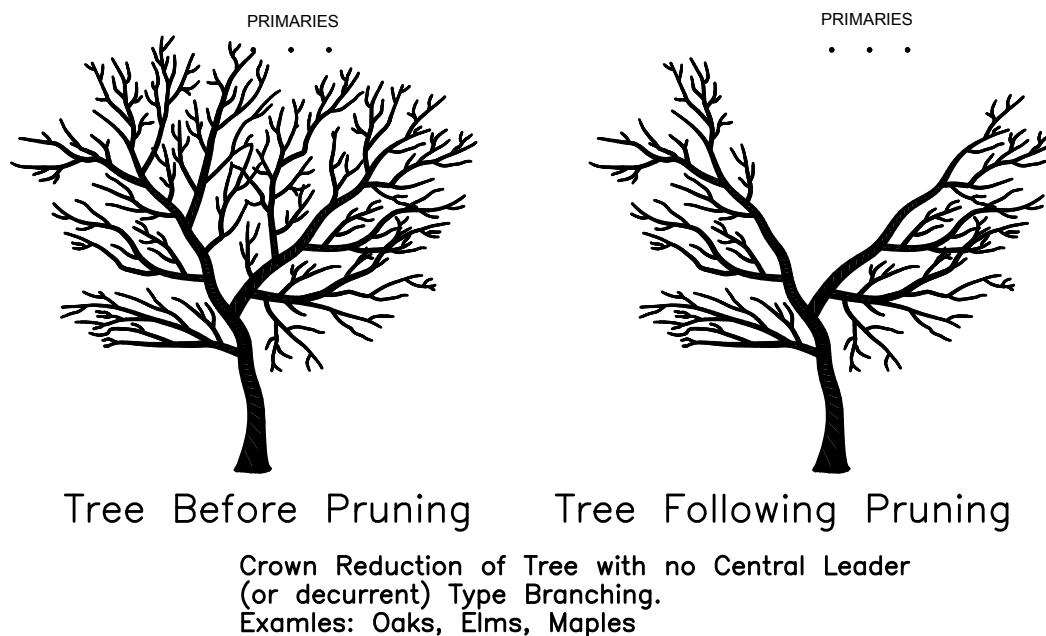 PRIMARIES
PRIMARIES
Tree Before Pruning
Tree Following Pruning
Crown Reduction of Tree with no Central Leader
(or decurrent) Type Branching.
Examles: Oaks, Elms, Maples